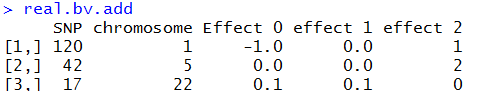 > real.bv.add
SNP chromosome Effect 0 effect 1 effect 2
[1,] 120 1 -1.0 0.0 1
[2,] 42 5 0.0 0.0 2
[3,] 17 22 0.1 0.1 0